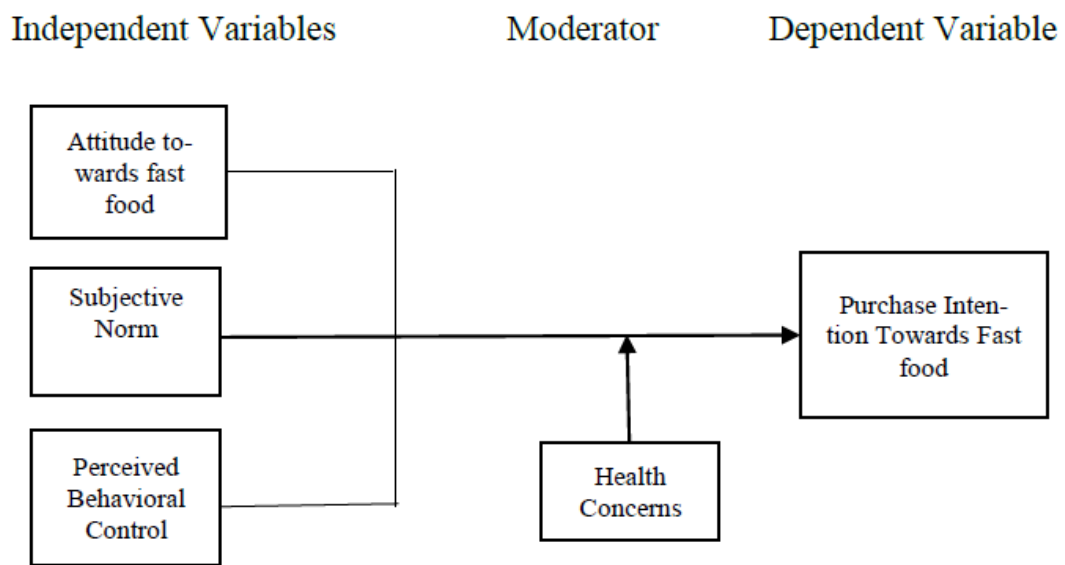 Independent Variables
Moderator
Dependent Variable
Attitude to-
wards fast
food
Subjective
Norm
Perceived
Behavioral
Control
Health
Concerns
Purchase Inten-
tion Towards Fast
food